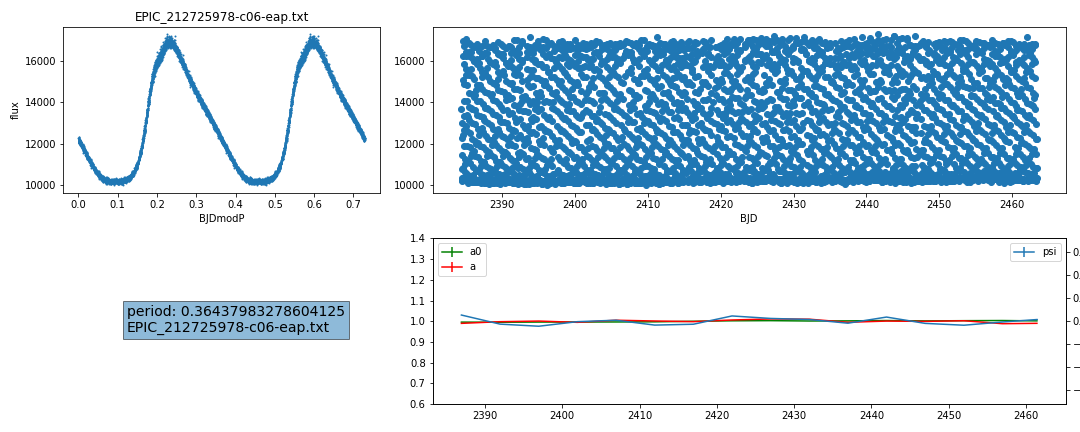 EPIC_212725978-c06-eap.txt
flux
16000
14000
12000
10000
0.0 0.1 0.2 0.3 0.4 0.5 0.6 0.7
BJDmodP
16000
14000
12000
10000
2390 2400 2410 2420 2430 2440 2450 2460
BJD
period: 0.36437983278604125
EPIC_212725978-c06-eap.txt
1.4
1.3
1.2
1.1
1.0
0.9
0.8
0.7
0.6
a0
a
psi
2390 2400 2410 2420 2430 2440 2450 2460